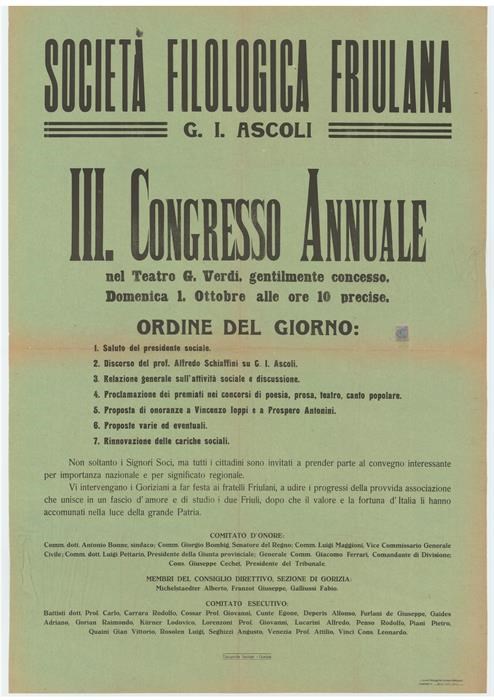 SOCIETÀ FILOLOGICA FRIULANA
G. I. ASCOLI
III. CONGRESSO ANNUALE
nel Teatro G. Verdi, gentilmente concesso.
Domenica 1. Ottobre alle ore 10 precise.
ORDINE DEL GIORNO:
1. Saluto del presidente sociale.
2. Discorso del prof. Alfredo Schiaffini su G. I. Ascoli.
3. Relazione generale sull'attività sociale e discussione.
4. Proclamazione dei premiati nei concorsi di poesia, prosa, teatro, canto popolare.
5. Proposta di onoranze a Vincenzo Joppi e a Prospero Antonini.
6. Proposte varie ed eventuali.
7. Rinnovazione delle cariche sociali.
Non soltanto i Signori Soci, ma tutti i cittadini sono invitati a prender parte al convegno interessante
per importanza nazionale e per significato regionale.
Vi intervengano i Goriziani a far festa ai fratelli Friulani, a udire i progressi della provvida associazione
che unisce in un fascio d'amore e di studio i due Friuli, dopo che il valore e la fortuna d'Italia li hanno
accomunati nella luce della grande Patria.
COMITATO D'ONORE:
Comm. dott. Antonio Bonne, sindaco; Comm. Giorgio Bombig, Senatore del Regno; Comm. Luigi Maggioni, Vice Commissario Generale
Civile; Comm. dott. Luigi Pettarin, Presidente della Giunta provinciale; Generale Comm. Giacomo Ferrari, Comandante di Divisione;
Cons. Giuseppe Cechet, Presidente del Tribunale.
MEMBRI DEL CONSIGLIO DIRETTIVO, SEZIONE DI GORIZIA:
Michelstaedter Alberto, Franzot Giuseppe, Galliussi Fabio.
COMITATO ESECUTIVO:
Battisti dott. Prof. Carlo, Carrara Rodolfo, Cossar Prof. Giovanni, Cunte Egone, Deperis Alfonso, Furlani de Giuseppe, Gaides
Adriano, Gorian Raimondo, Körner Lodovico, Lorenzoni Prof. Giovanni, Lucarini Alfredo, Penso Rodolfo, Piani Pietro,
Quaini Gian Vittorio, Rosolen Luigi, Seghizzi Angusto, Venezia Prof. Attilio, Vinci Cons. Leonardo.